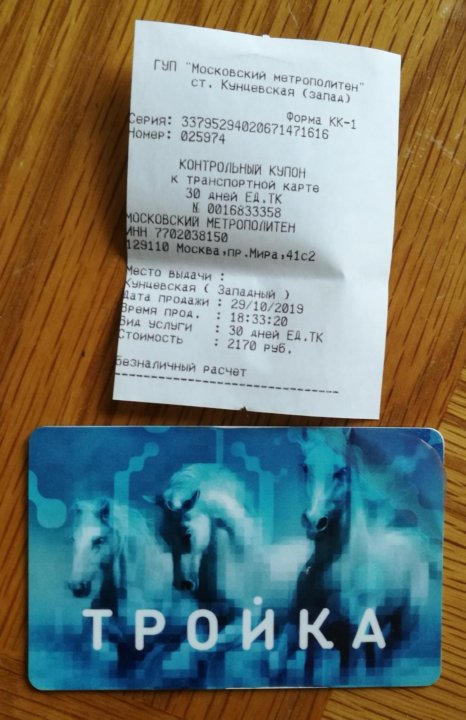 ГУП "Московский метрополитен"
ст. Кунцевская (запад)
Форма КК-1
Серия: 33795294020671471616
Номер: 025974
КОНТРОЛЬНЫЙ КУПОН
к транспортной карте
30 дней ЕД.ТК
N 0016833358
МОСКОВСКИЙ МЕТРОПОЛИТЕН
ИНН 7702038150
129110 Москва,пр.Мира,41с2
Место выдачи :
Кунцевская ( Западный )
Дата продажи : 29/10/2019
Время прод. : 18:33:20
Вид услуги : 30 дней ЕД.ТК
Стоимость : 2170 руб.
Безналичный расчет
ТРОЙКА